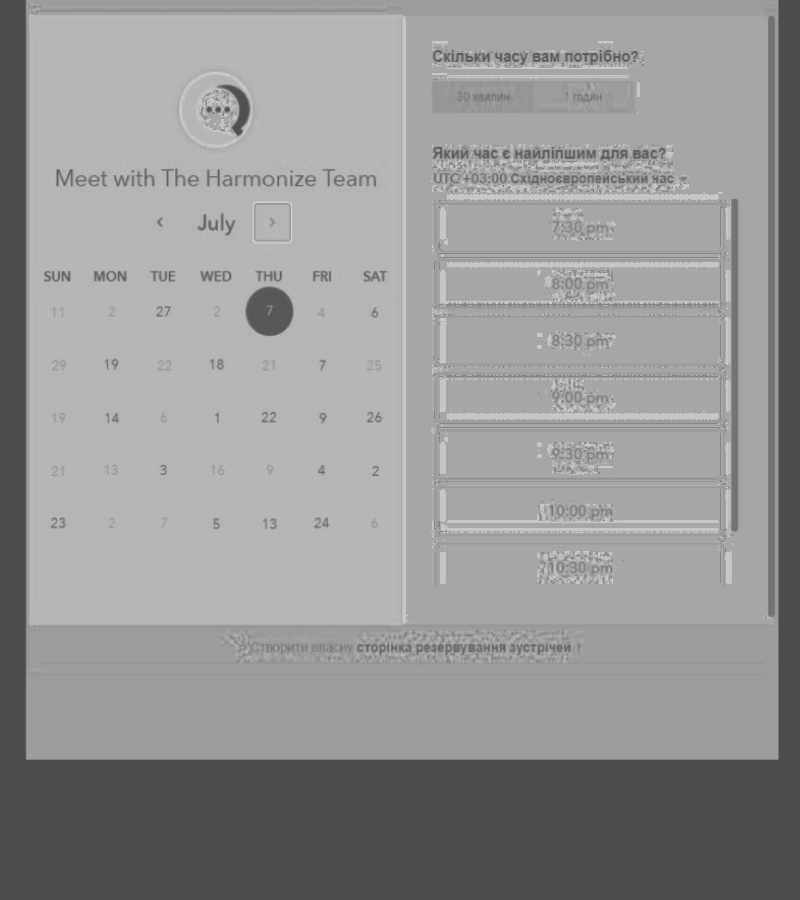 Meet with The Harmonize Team
July
SUN MON TUE WED THU FRI SAT
11 2 27 2 7 4 6
29 19 22 18 21 7 25
19 14 6 1 22 9 26
21 13 3 16 9 4 2
23 2 7 5 13 24 6
Скільки часу вам потрібно?
30 хвилин 1 годин
Який час є найліпшим для вас?
UTC +03:00 Східноєвропейський час
7:30 pm
8:00 pm
8:30 pm
9:00 pm
9:30 pm
10:00 pm
10:30 pm
Створити власну сторінка резервування зустрічей